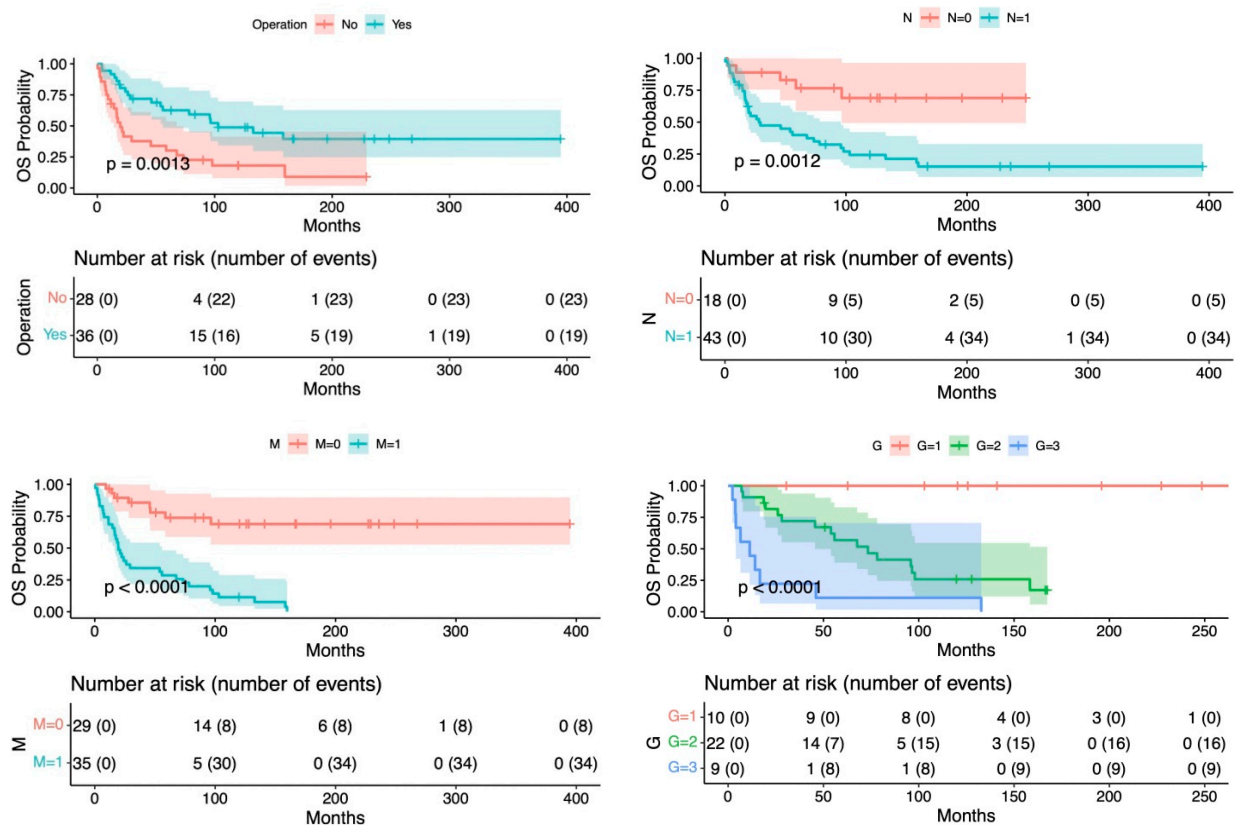 Operation No Yes
OS Probability
1.00
0.75
0.50
0.25
0.00
p = 0.0013
0 100 200 300 400
Months
Number at risk (number of events)
Operation
No 28 (0) 4 (22) 1 (23) 0 (23) 0 (23)
Yes 36 (0) 15 (16) 5 (19) 1 (19) 0 (19)
0 100 200 300 400
Months
N N=0 N=1
OS Probability
1.00
0.75
0.50
0.25
0.00
p = 0.0012
0 100 200 300 400
Months
Number at risk (number of events)
N
N=0 18 (0) 9 (5) 2 (5) 0 (5) 0 (5)
N=1 43 (0) 10 (30) 4 (34) 1 (34) 0 (34)
0 100 200 300 400
Months
M M=0 M=1
OS Probability
1.00
0.75
0.50
0.25
0.00
p < 0.0001
0 100 200 300 400
Months
Number at risk (number of events)
M
M=0 29 (0) 14 (8) 6 (8) 1 (8) 0 (8)
M=1 35 (0) 5 (30) 0 (34) 0 (34) 0 (34)
0 100 200 300 400
Months
G G=1 G=2 G=3
OS Probability
1.00
0.75
0.50
0.25
0.00
p < 0.0001
0 50 100 150 200 250
Months
Number at risk (number of events)
G
G=1 10 (0) 9 (0) 8 (0) 4 (0) 3 (0) 1 (0)
G=2 22 (0) 14 (7) 5 (15) 3 (15) 0 (16) 0 (16)
G=3 9 (0) 1 (8) 1 (8) 0 (9) 0 (9) 0 (9)
0 50 100 150 200 250
Months